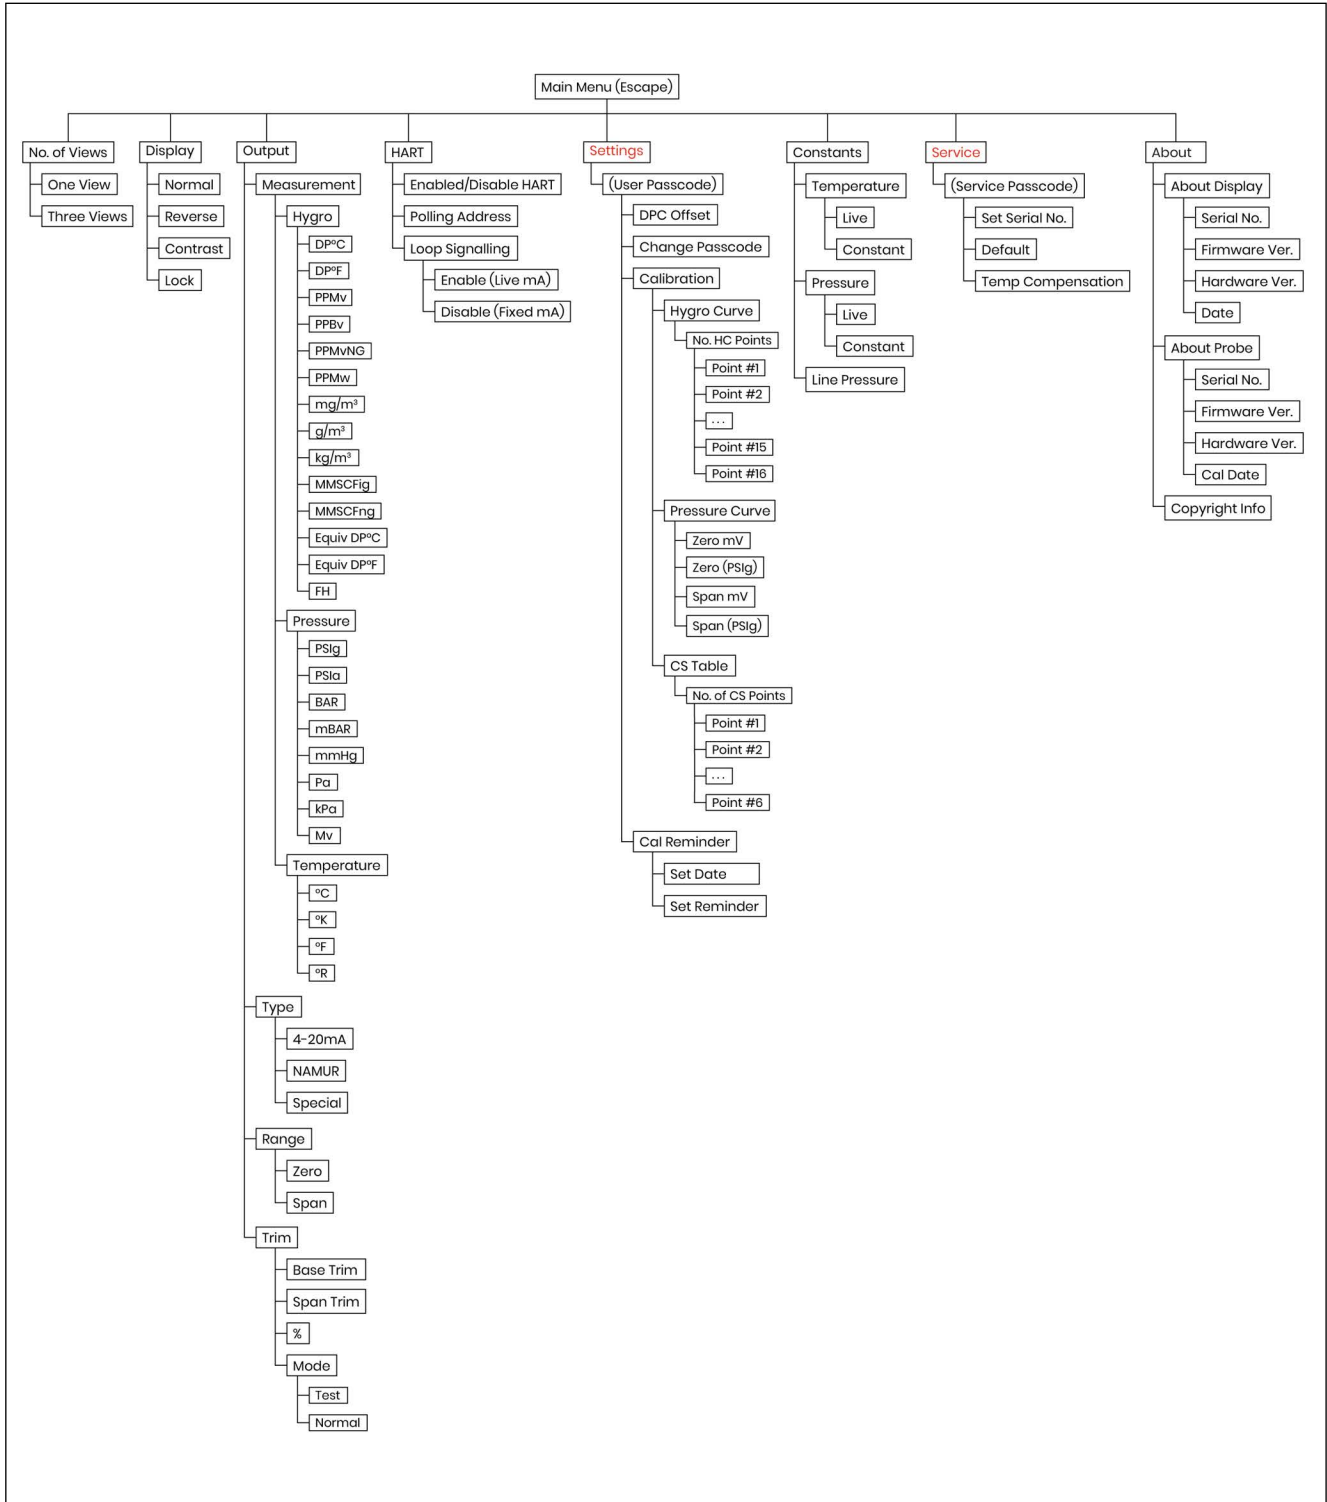 Main Menu (Escape)
No. of Views
One View
Three Views
Display
Normal
Reverse
Contrast
Lock
Output
Measurement
Hygro
DPºC
DPºF
PPMv
PPBv
PPMvNG
PPMw
mg/m³
g/m³
kg/m³
MMSCFig
MMSCFng
Equiv DPºC
Equiv DPºF
FH
Pressure
PSIg
PSIa
BAR
mBAR
mmHg
Pa
kPa
Mv
Temperature
ºC
ºK
ºF
ºR
Type
4-20mA
NAMUR
Special
Range
Zero
Span
Trim
Base Trim
Span Trim
%
Mode
Test
Normal
HART
Enabled/Disable HART
Polling Address
Loop Signalling
Enable (Live mA)
Disable (Fixed mA)
Settings
(User Passcode)
DPC Offset
Change Passcode
Calibration
Hygro Curve
No. HC Points
Point #1
Point #2
...
Point #15
Point #16
Pressure Curve
Zero mV
Zero (PSIg)
Span mV
Span (PSIg)
CS Table
No. of CS Points
Point #1
Point #2
...
Point #6
Cal Reminder
Set Date
Set Reminder
Constants
Temperature
Live
Constant
Pressure
Live
Constant
Line Pressure
Service
(Service Passcode)
Set Serial No.
Default
Temp Compensation
About
About Display
Serial No.
Firmware Ver.
Hardware Ver.
Date
About Probe
Serial No.
Firmware Ver.
Hardware Ver.
Cal Date
Copyright Info